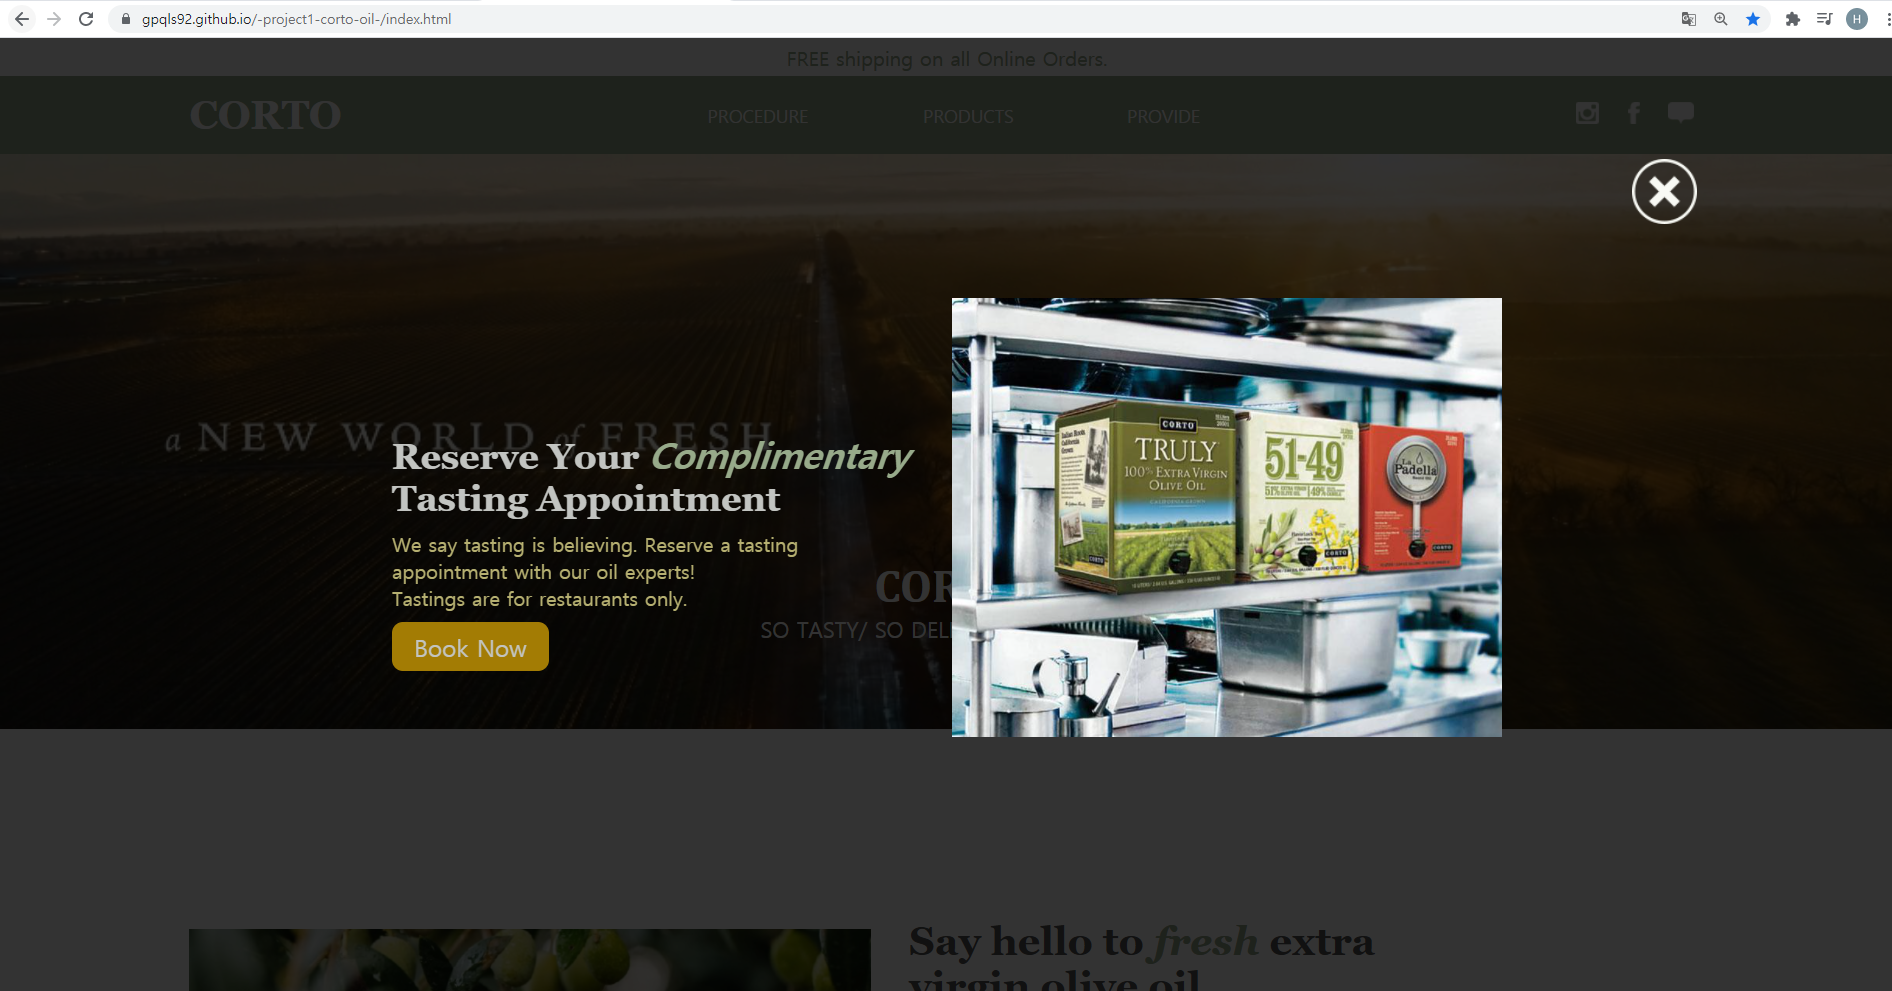 gpqls92.github.io/-project1-corto-oil-/index.html
H
FREE shipping on all Online Orders.
CORTO
PROCEDURE
PRODUCTS
PROVIDE
a NEW WORLD of FRESH
Reserve Your Complimentary
Tasting Appointment
We say tasting is believing. Reserve a tasting
appointment with our oil experts!
Tastings are for restaurants only.
Book Now
COR
SO TASTY/ SO DEL
CORTO
TRULY
100% EXTRA VIRGIN
OLIVE OIL
51-49
La
Padella
CORTO
CORTO
CORTO
Say hello to fresh extra
virgin olive oil